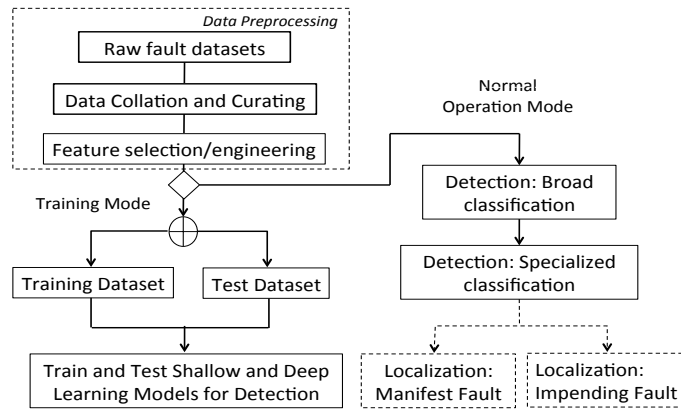 Data Preprocessing
Raw fault datasets
Data Collation and Curating
Feature selection/engineering
Normal
Operation Mode
Training Mode
Detection: Broad
classification
Training Dataset
Test Dataset
Detection: Specialized
classification
Train and Test Shallow and Deep
Learning Models for Detection
Localization:
Manifest Fault
Localization:
Impending Fault